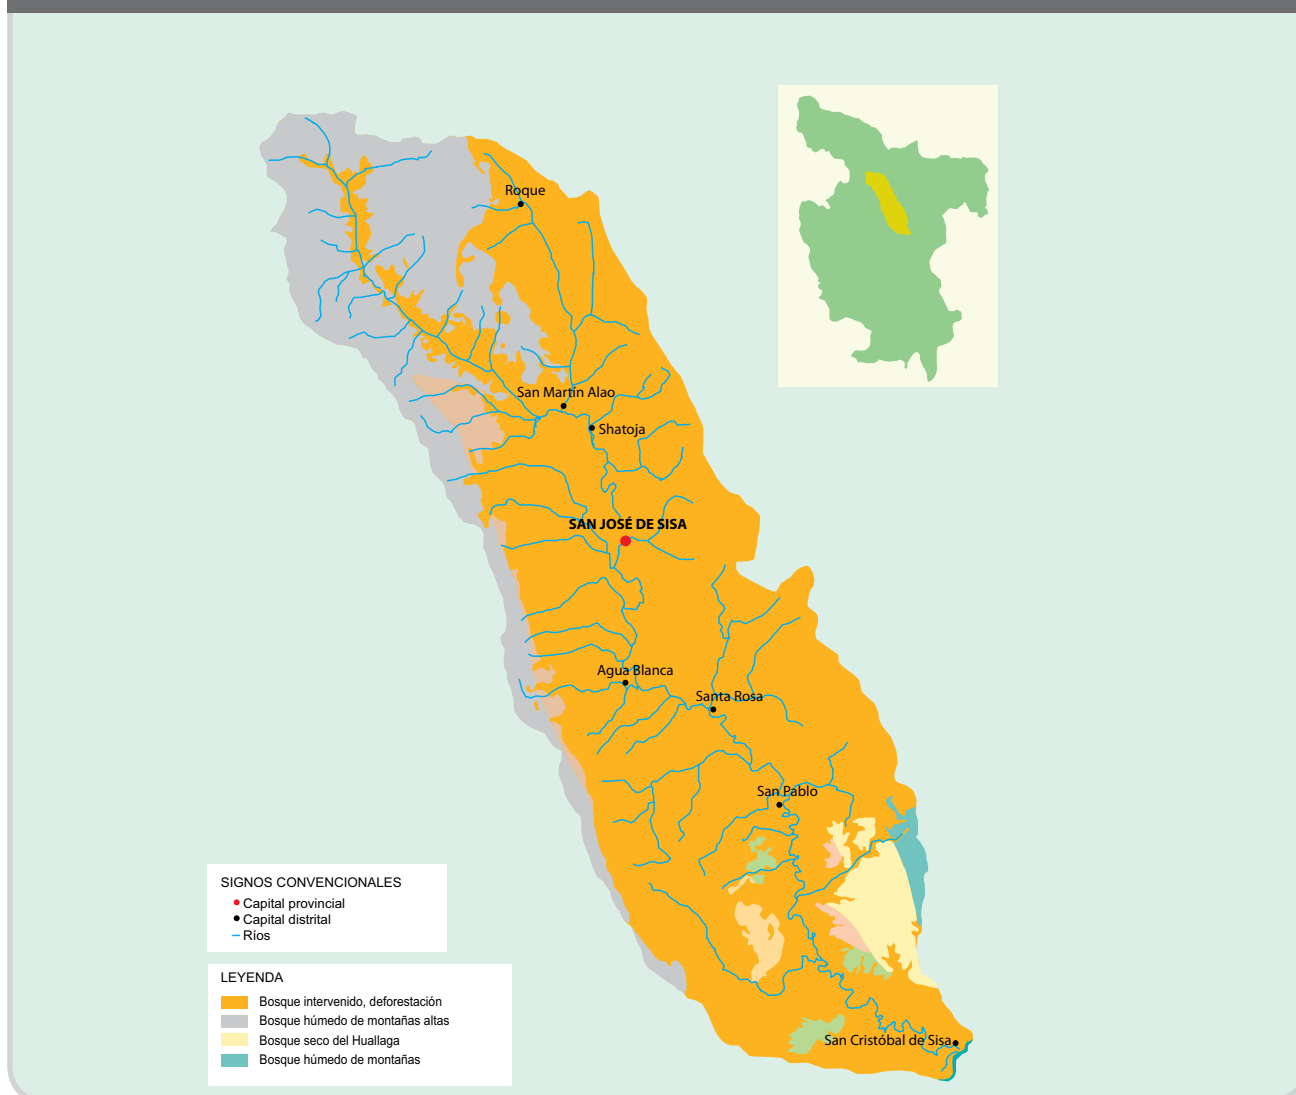 Roque
San Martín Alao
Shatoja
SAN JOSÉ DE SISA
Agua Blanca
Santa Rosa
San Pablo
San Cristóbal de Sisa
SIGNOS CONVENCIONALES
Capital provincial
Capital distrital
Ríos
LEYENDA
Bosque intervenido, deforestación
Bosque húmedo de montañas altas
Bosque seco del Huallaga
Bosque húmedo de montañas